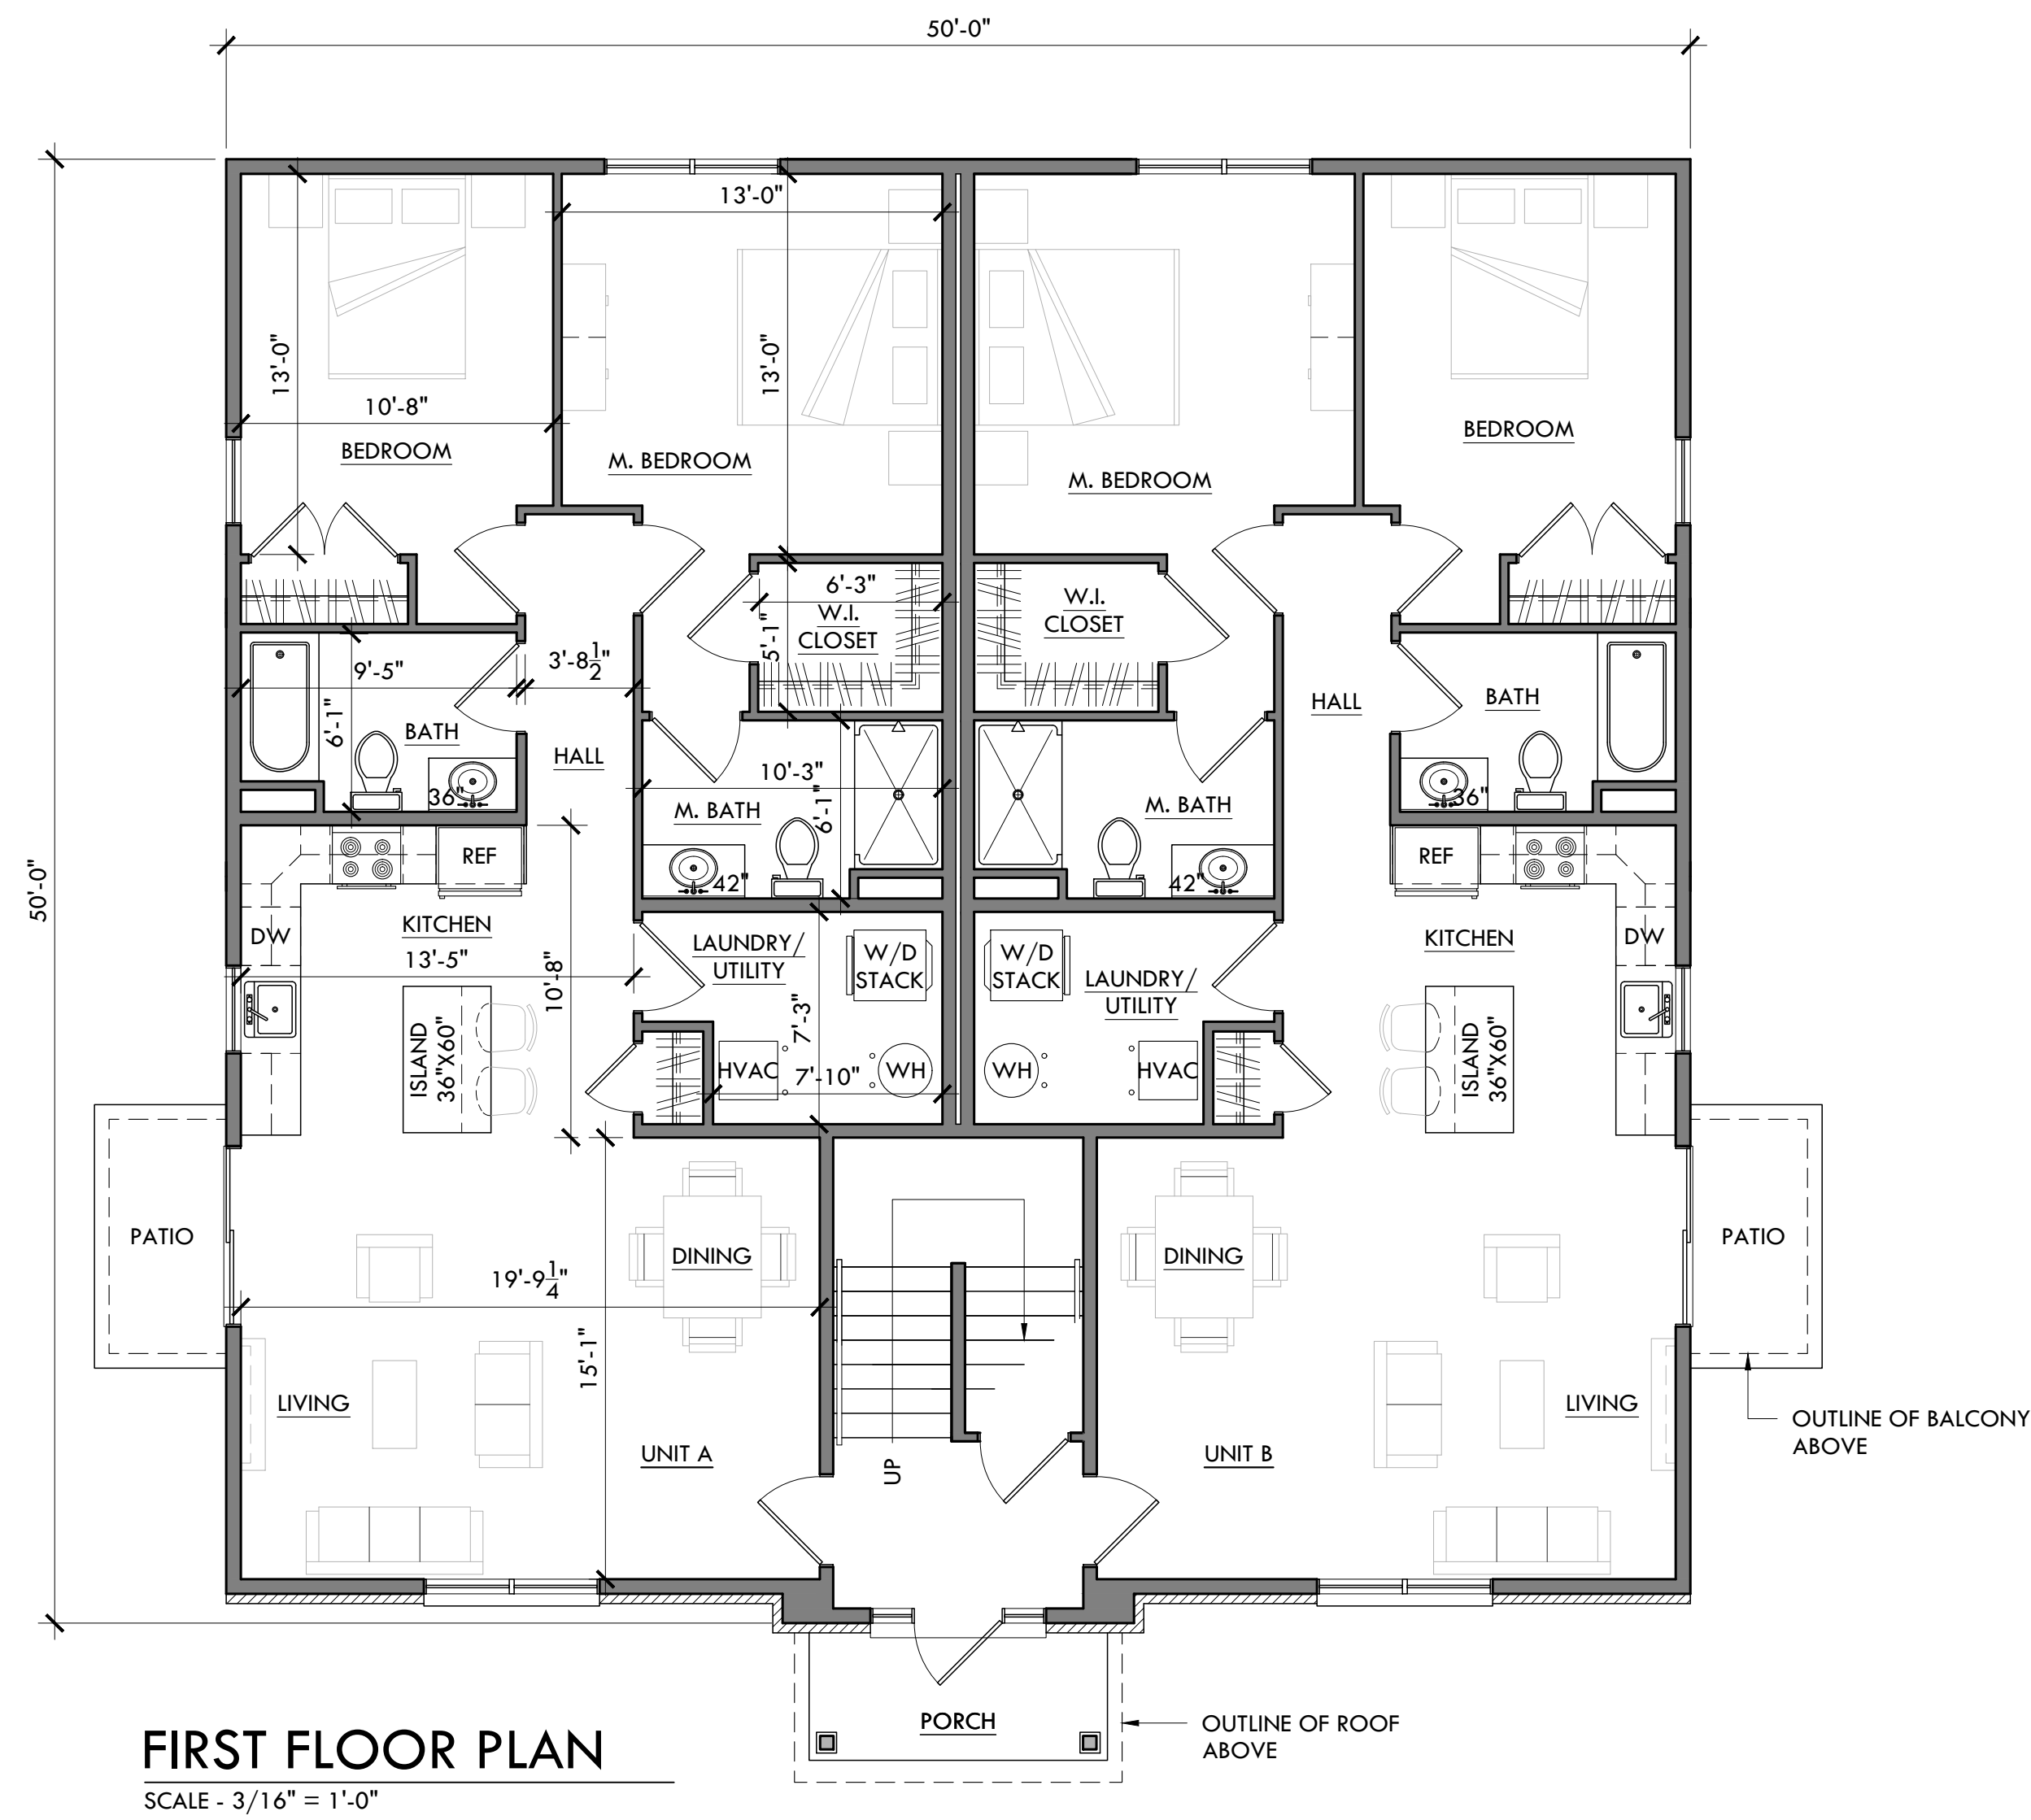 50'-0"
13'-0"
13'-0"
13'-0"
10'-8"
BEDROOM
M. BEDROOM
M. BEDROOM
BEDROOM
6'-3"
W.I.
CLOSET
5'-1"
W.I.
CLOSET
9'-5"
3'-8 1/2"
6'-1"
BATH
HALL
HALL
BATH
36"
10'-3"
M. BATH
6'-1"
M. BATH
36"
50'-0"
REF
42"
42"
REF
KITCHEN
DW
13'-5"
10'-8"
LAUNDRY/
UTILITY
W/D
STACK
W/D
STACK
LAUNDRY/
UTILITY
KITCHEN
DW
ISLAND
36"X60"
7'-3"
HVAC
7'-10"
WH
WH
HVAC
ISLAND
36"X60"
PATIO
DINING
DINING
PATIO
19'-9 1/4"
15'-1"
LIVING
LIVING
OUTLINE OF BALCONY
ABOVE
UNIT A
UP
UNIT B
PORCH
OUTLINE OF ROOF
ABOVE
FIRST FLOOR PLAN
SCALE - 3/16" = 1'-0"